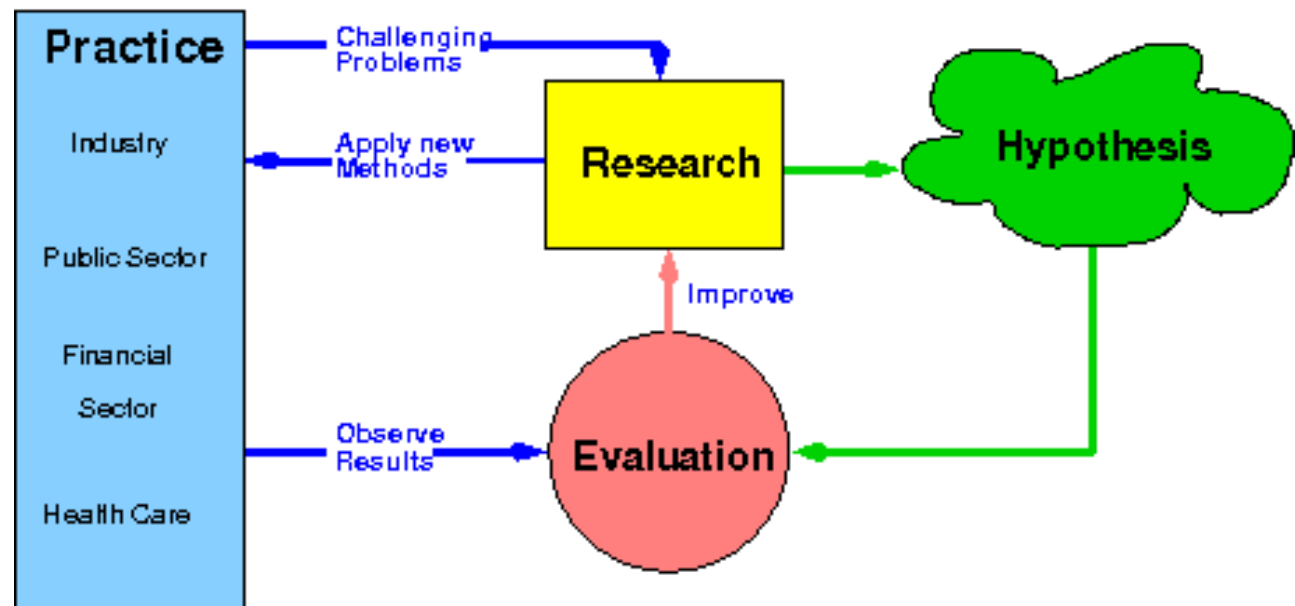 Practice
Industry
Public Sector
Financial
Sector
Health Care
Challenging
Problems
Apply new
Methods
Research
Hypothesis
Improve
Observe
Results
Evaluation